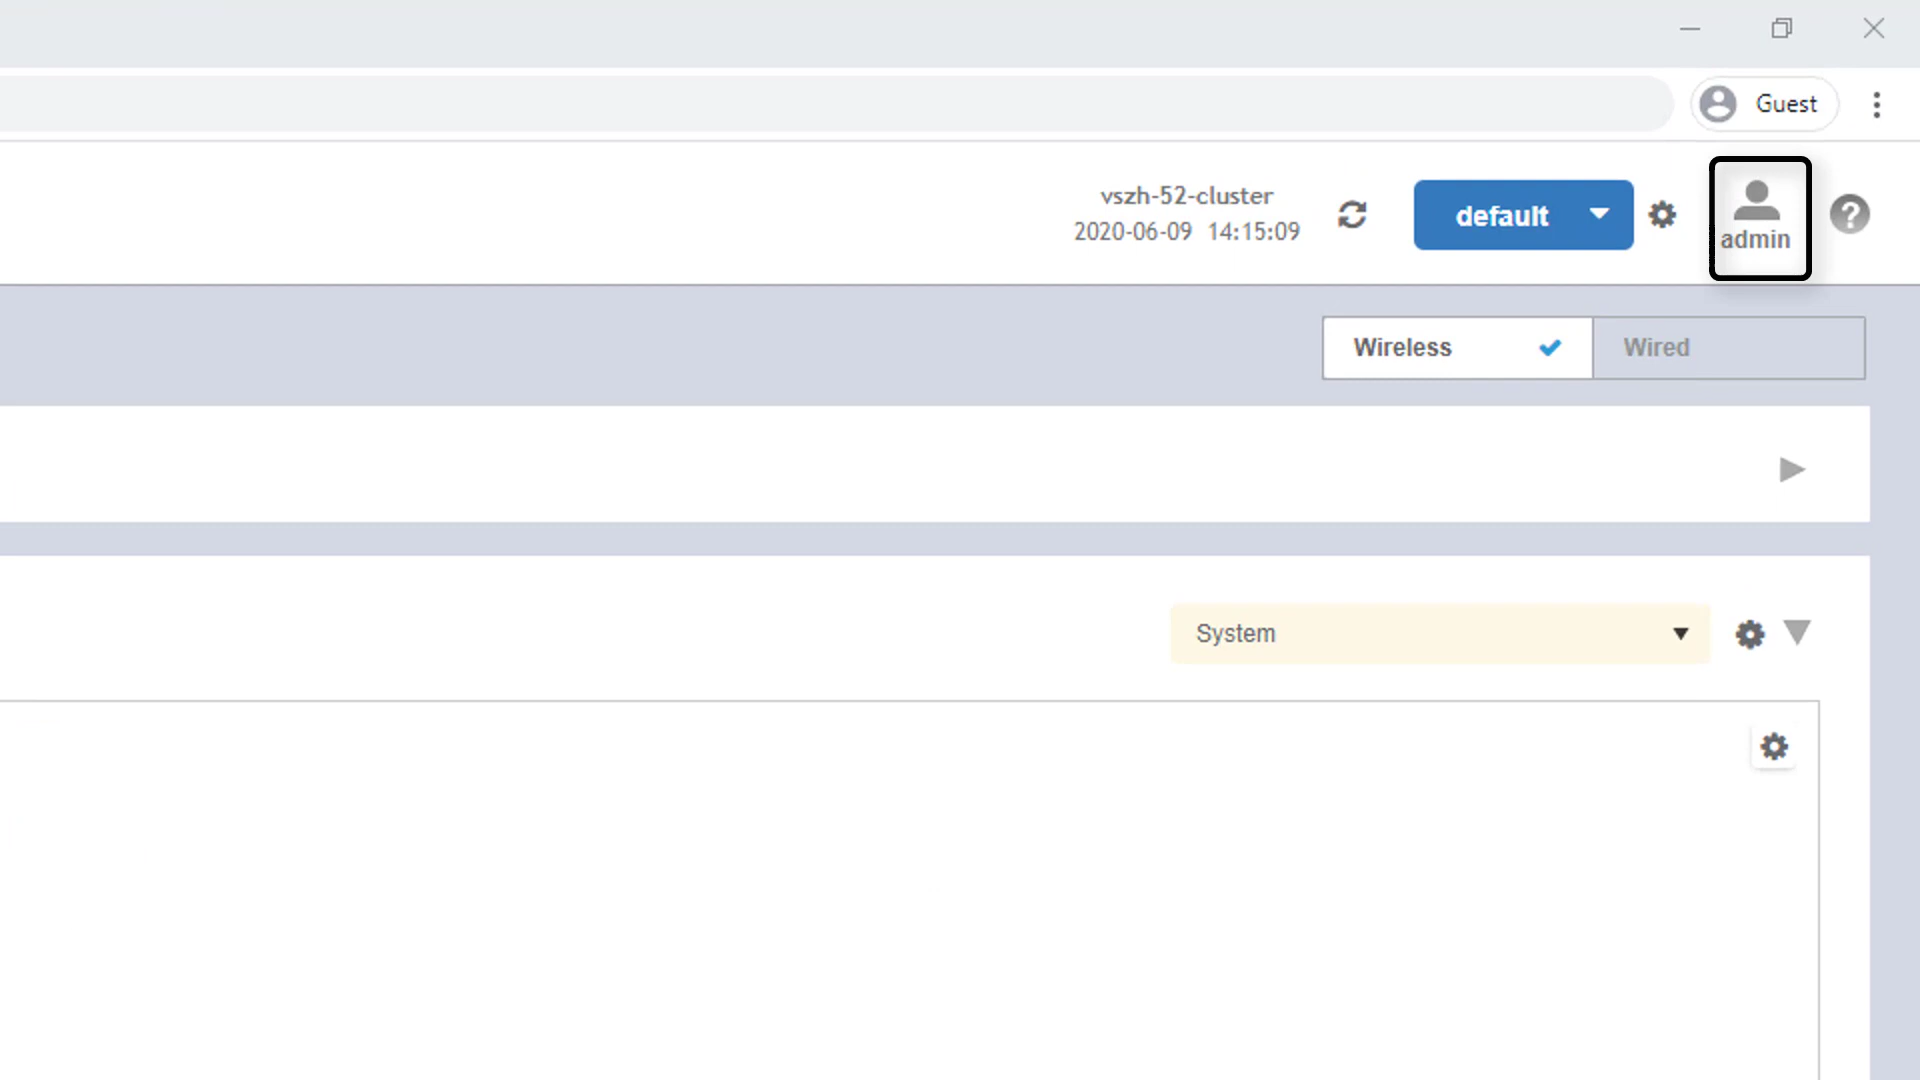 Guest
vszh-52-cluster
2020-06-09 14:15:09
default
admin
?
Wireless
Wired
System